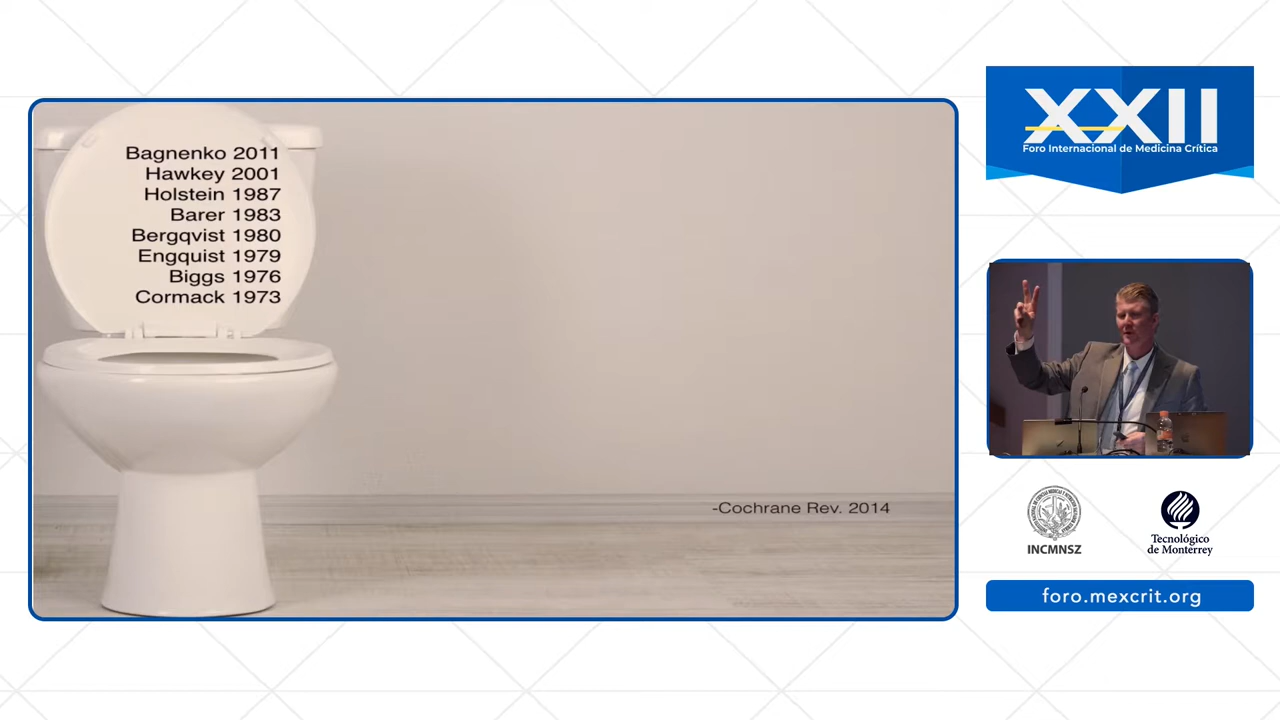 Bagnenko 2011
Hawkey 2001
Holstein 1987
Barer 1983
Bergqvist 1980
Engquist 1979
Biggs 1976
Cormack 1973
-Cochrane Rev. 2014
XXII
Foro Internacional de Medicina Crítica
INCMNSZ
Tecnológico
de Monterrey
foro.mexcrit.org